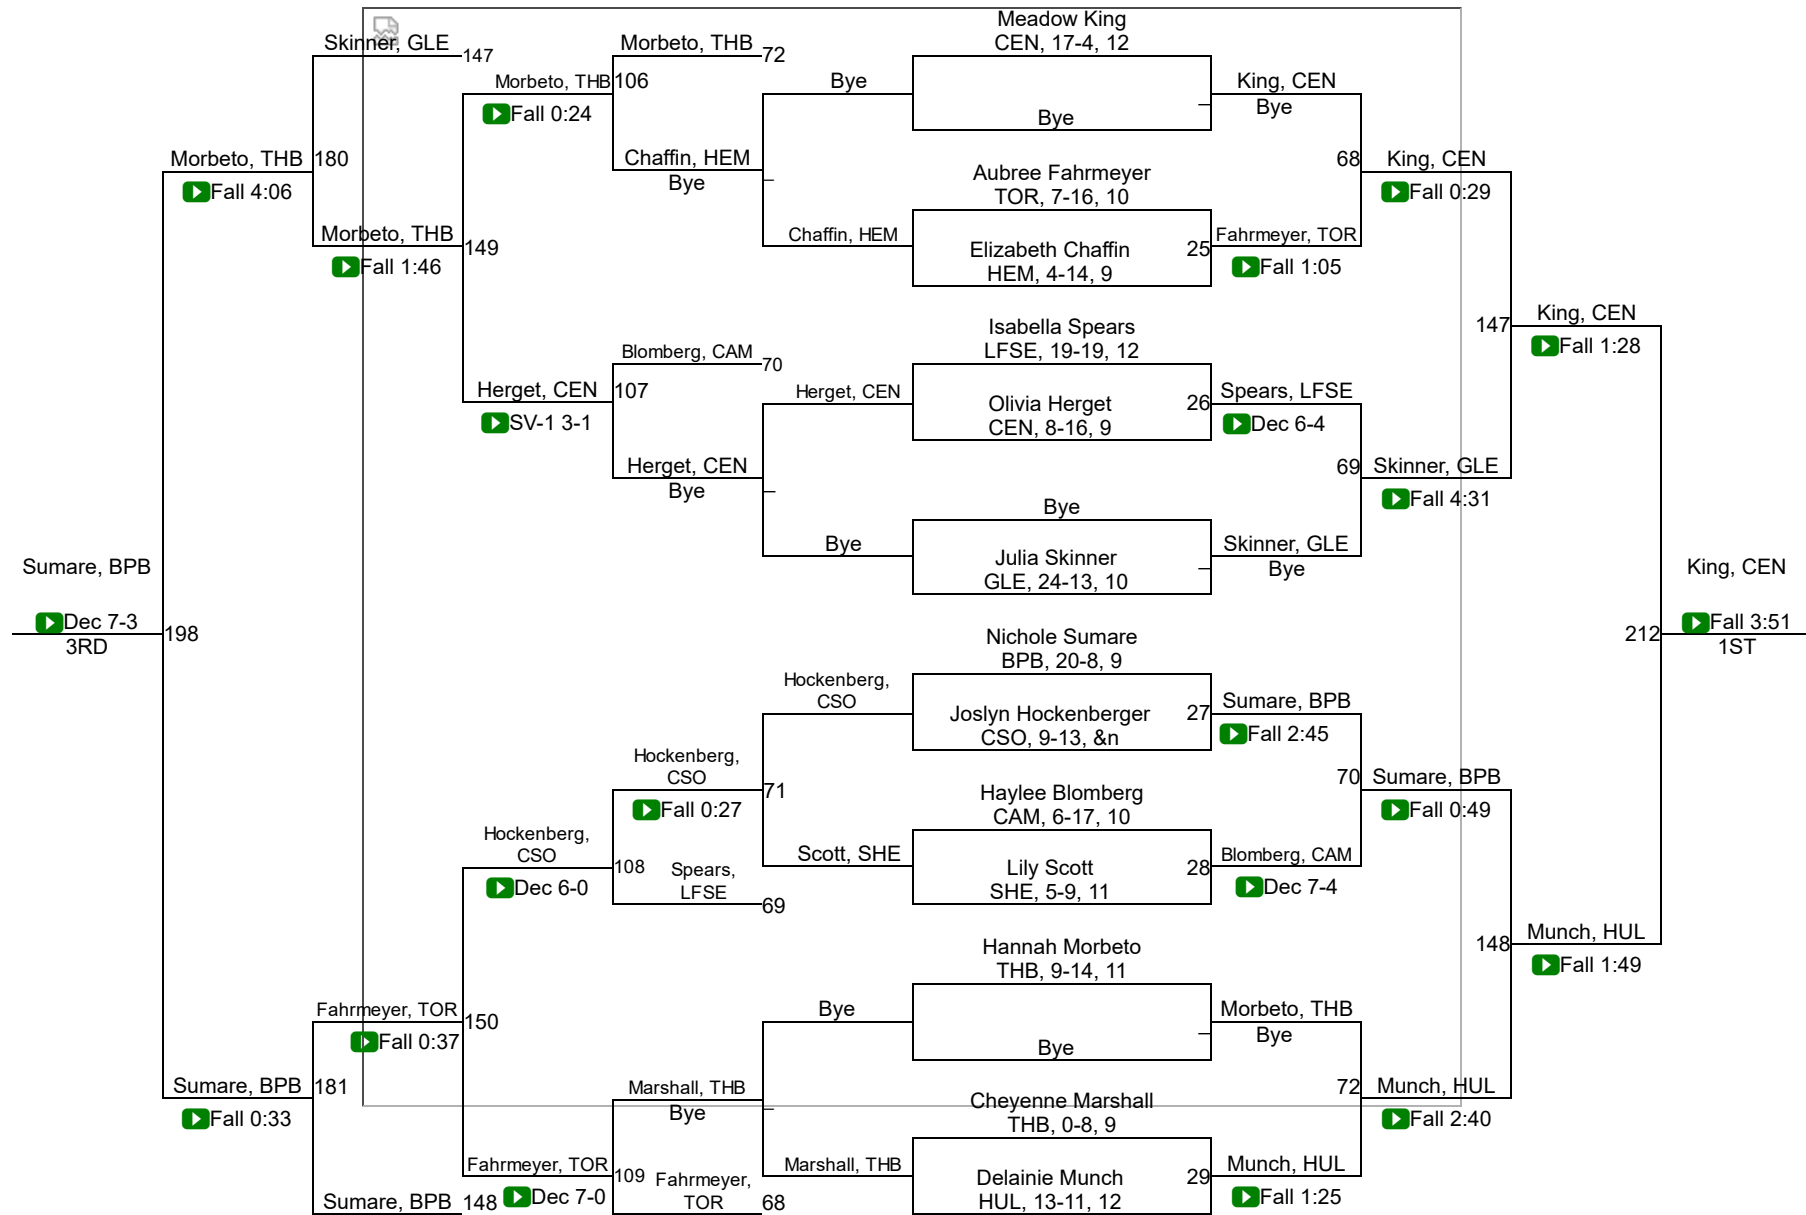 Meadow King
Skinner, GLE
Morbeto, THB
CEN, 17-4, 12
147
72
Morbeto, THB
106
Bye
King, CEN
Fall 0:24
Bye
Bye
Morbeto, THB
180
Chaffin, HEM
68
King, CEN
Aubree Fahrmeyer
Fall 4:06
Bye
TOR, 7-16, 10
Fall 0:29
Morbeto, THB
149
Chaffin, HEM
Elizabeth Chaffin
25
Fahrmeyer, TOR
Fall 1:46
HEM, 4-14, 9
Fall 1:05
Isabella Spears
147
King, CEN
Blomberg, CAM
70
LFSE, 19-19, 12
Fall 1:28
Herget, CEN
107
Herget, CEN
Olivia Herget
26
Spears, LFSE
SV-1 3-1
CEN, 8-16, 9
Dec 6-4
Herget, CEN
69
Skinner, GLE
Bye
Fall 4:31
Bye
Bye
Julia Skinner
Skinner, GLE
Sumare, BPB
GLE, 24-13, 10
Bye
King, CEN
Dec 7-3
198
3RD
Nichole Sumare
212
Fall 3:51
1ST
BPB, 20-8, 9
Hockenberg,
CSO
Joslyn Hockenberger
27
Sumare, BPB
CSO, 9-13, &n
Fall 2:45
Hockenberg,
CSO
71
70
Sumare, BPB
Haylee Blomberg
Fall 0:27
CAM, 6-17, 10
Fall 0:49
Hockenberg,
CSO
108
Scott, SHE
Lily Scott
28
Blomberg, CAM
Dec 6-0
Spears,
LFSE
69
SHE, 5-9, 11
Dec 7-4
148
Munch, HUL
Hannah Morbeto
Fall 1:49
THB, 9-14, 11
Fahrmeyer, TOR
150
Bye
Morbeto, THB
Fall 0:37
Bye
Bye
Sumare, BPB
181
Marshall, THB
72
Munch, HUL
Fall 0:33
Bye
Cheyenne Marshall
Fall 2:40
THB, 0-8, 9
Fahrmeyer, TOR
109
Marshall, THB
Delainie Munch
29
Munch, HUL
Sumare, BPB
148
Dec 7-0
Fahrmeyer,
TOR
68
HUL, 13-11, 12
Fall 1:25